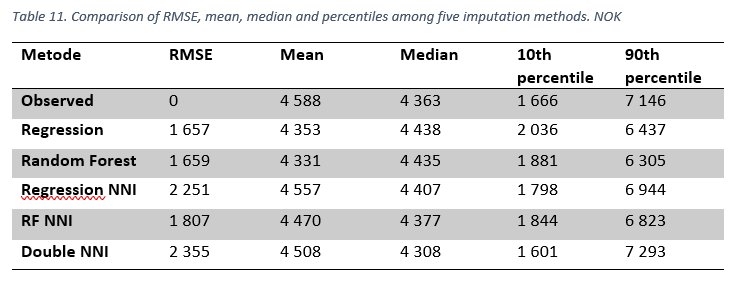 Table 11. Comparison of RMSE, mean, median and percentiles among five imputation methods. NOK
Metode RMSE Mean Median 10th percentile 90th percentile
Observed 0 4 588 4 363 1 666 7 146
Regression 1 657 4 353 4 438 2 036 6 437
Random Forest 1 659 4 331 4 435 1 881 6 305
Regression NNI 2 251 4 557 4 407 1 798 6 944
RF NNI 1 807 4 470 4 377 1 844 6 823
Double NNI 2 355 4 508 4 308 1 601 7 293